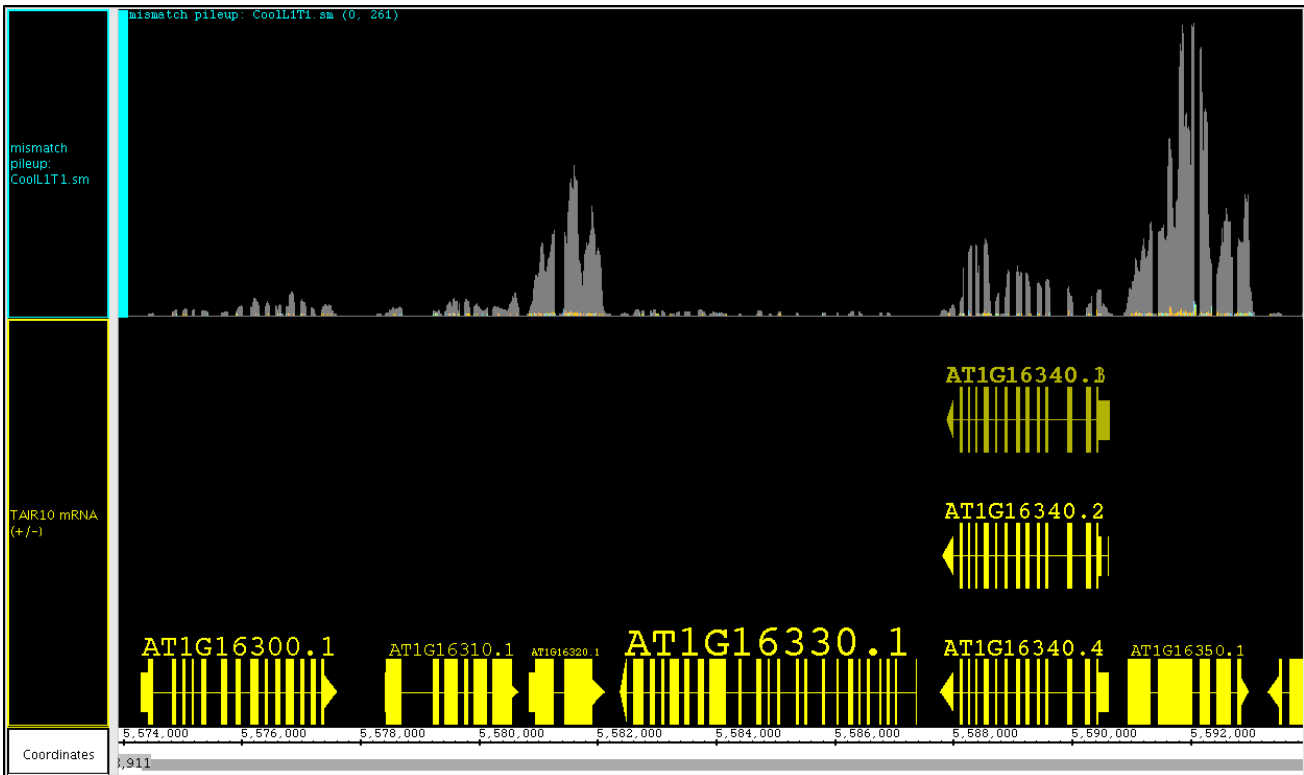 mismatch pileup: CoolL1T1.sm (0, 261)
mismatch
pileup:
CoolL1T1.sm
AT1G16340.
AT1G16340.2
TAIR10 mRNA
(+/-)
AT1G16300.1
AT1G16310.1
AT1G16320.1
AT1G16330.1
AT1G16340.4
AT1G16350.1
5,574,000
5,576,000
5,578,000
5,580,000
5,582,000
5,584,000
5,586,000
5,588,000
5,590,000
5,592,000
Coordinates
,911